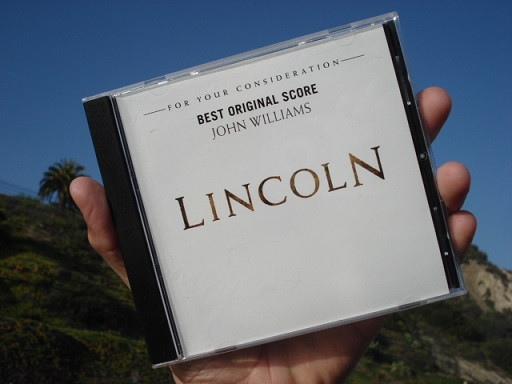 FOR YOUR CONSIDERATION
BEST ORIGINAL SCORE
JOHN WILLIAMS
LINCOLN